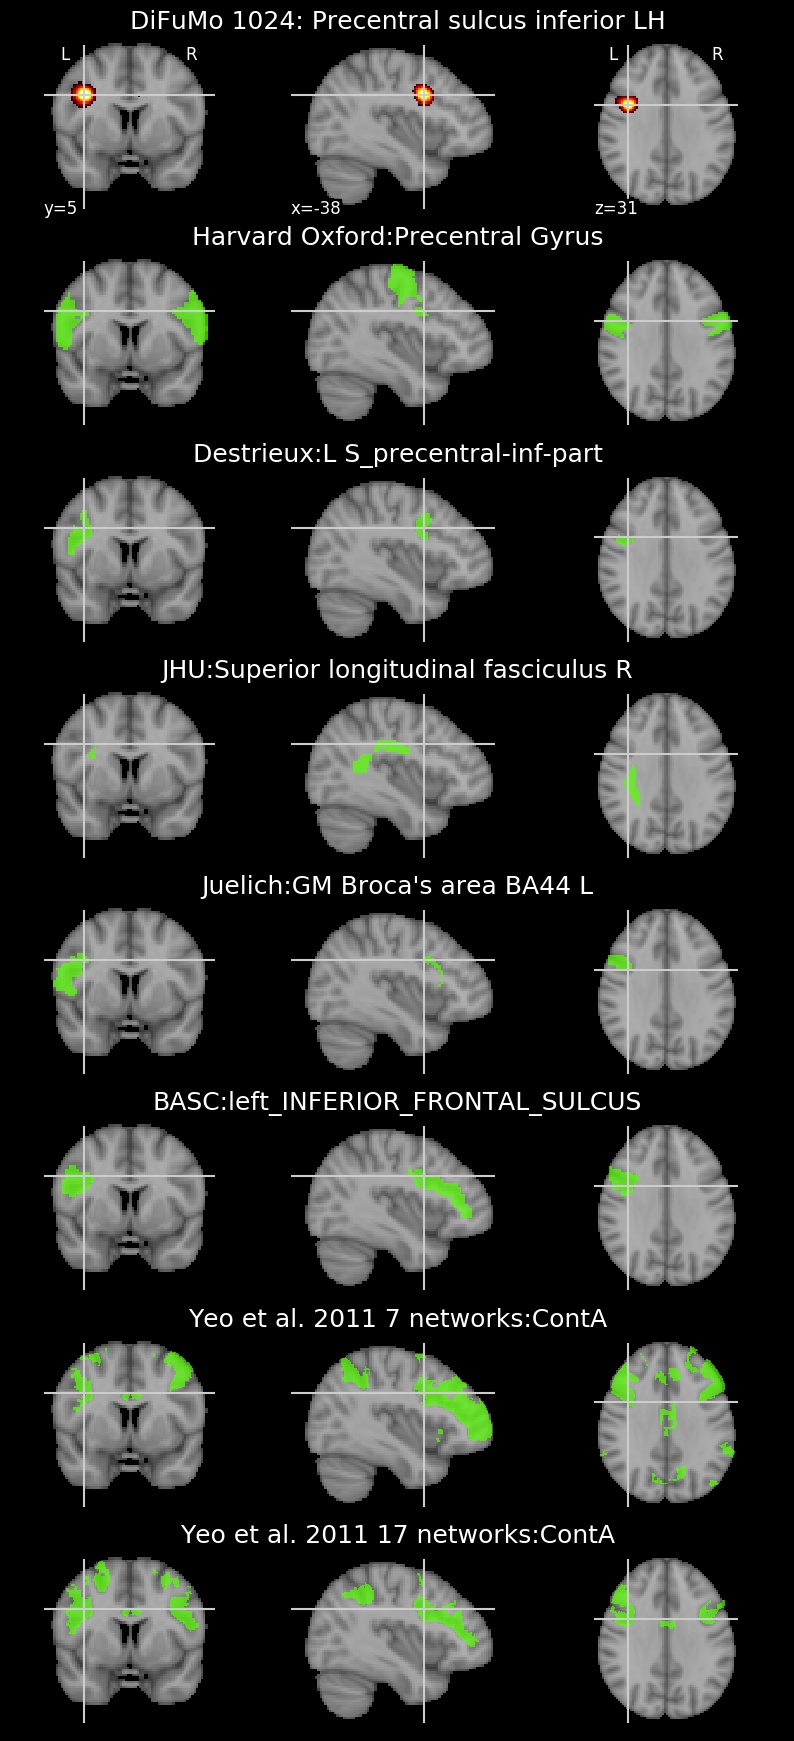 DiFuMo 1024: Precentral sulcus inferior LH
L R L R
y=5 x=-38 z=31
Harvard Oxford:Precentral Gyrus
Destrieux:L S_precentral-inf-part
JHU:Superior longitudinal fasciculus R
Juelich:GM Broca's area BA44 L
BASC:left_INFERIOR_FRONTAL_SULCUS
Yeo et al. 2011 7 networks:ContA
Yeo et al. 2011 17 networks:ContA